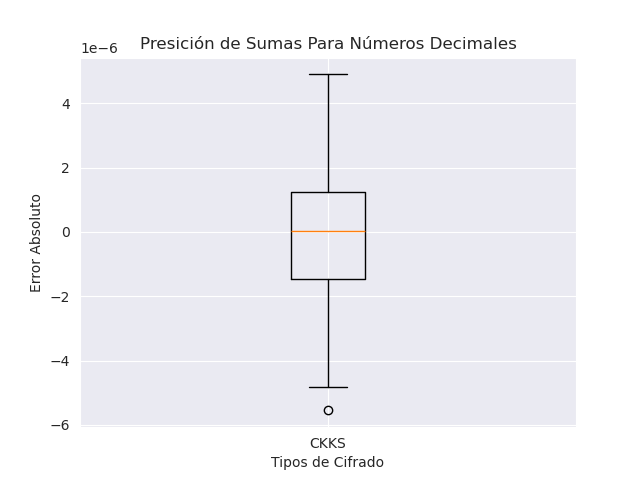 Presición de Sumas Para Números Decimales
1e−6
4
2
0
−2
−4
−6
Error Absoluto
CKKS
Tipos de Cifrado